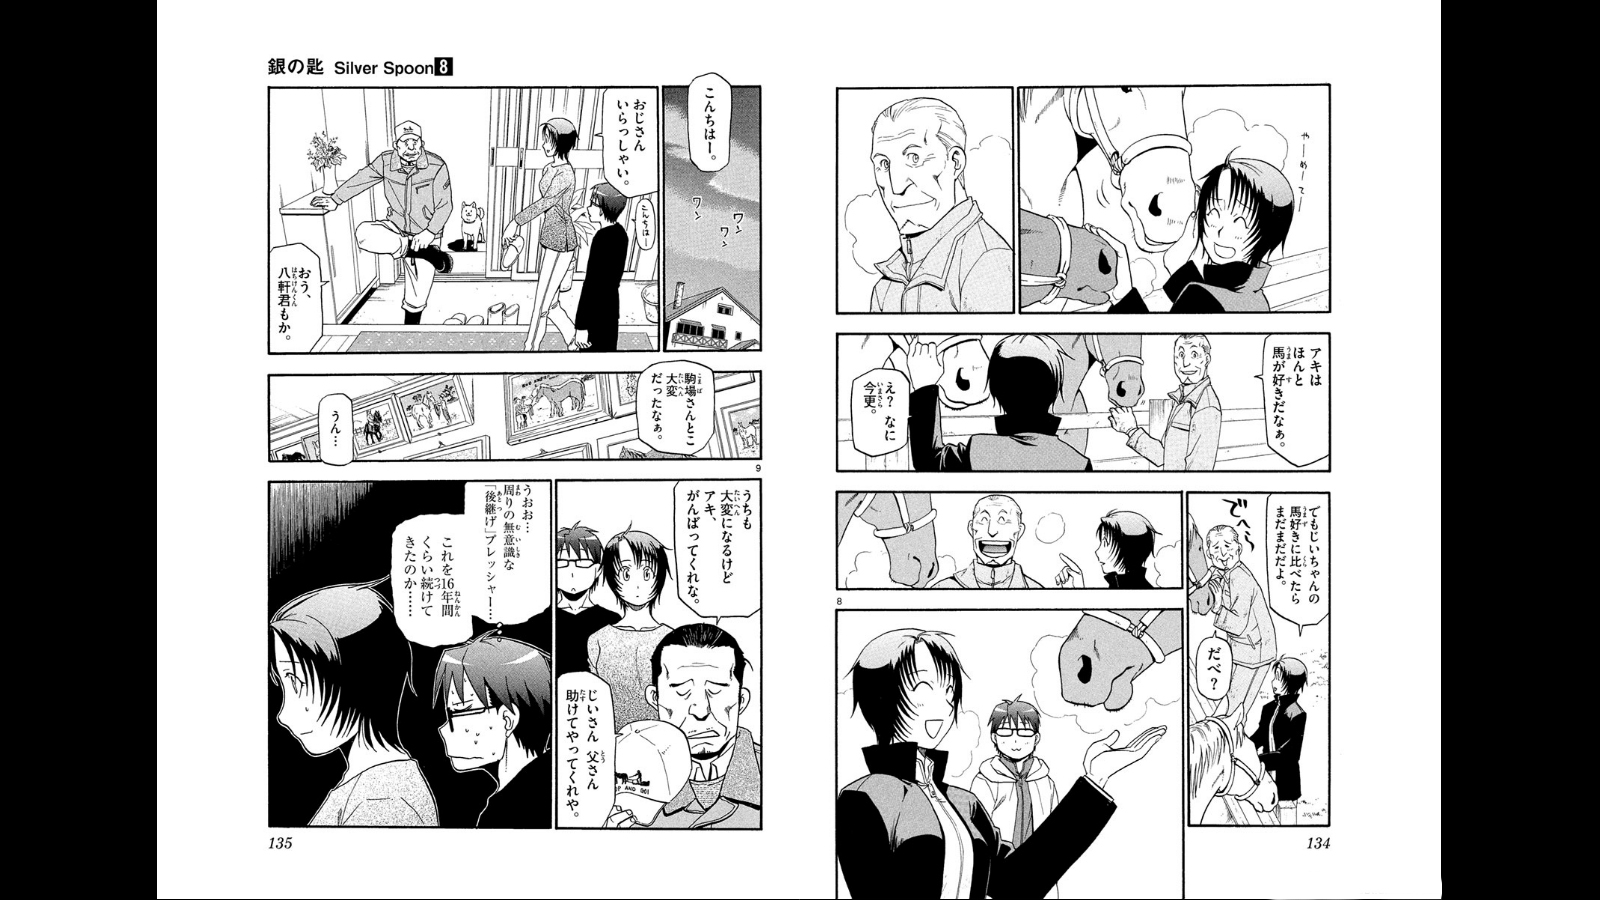 やーめーてー
アキは
ほんと
馬が好きだなぁ。
え? なに
今更。
でもじいちゃんの
馬好きに比べたら
まだまだだよ。
でへへ
だべ?
8
134
銀の匙 Silver Spoon 8
こんちはー。
ワン
ワン
ワン
おじさん
いらっしゃい。
こんちはー
おう、
八軒君もか。
駒場さんとこ
大変
だったなぁ。
うん…
9
うちも
大変になるけど
アキ、
がんばってくれな。
じいさん 父さん
助けてやってくれや。
うおお…
周りの無意識な
「後継げ」プレッシャー!…
これを16年間
くらい続けて
きたのか……
135